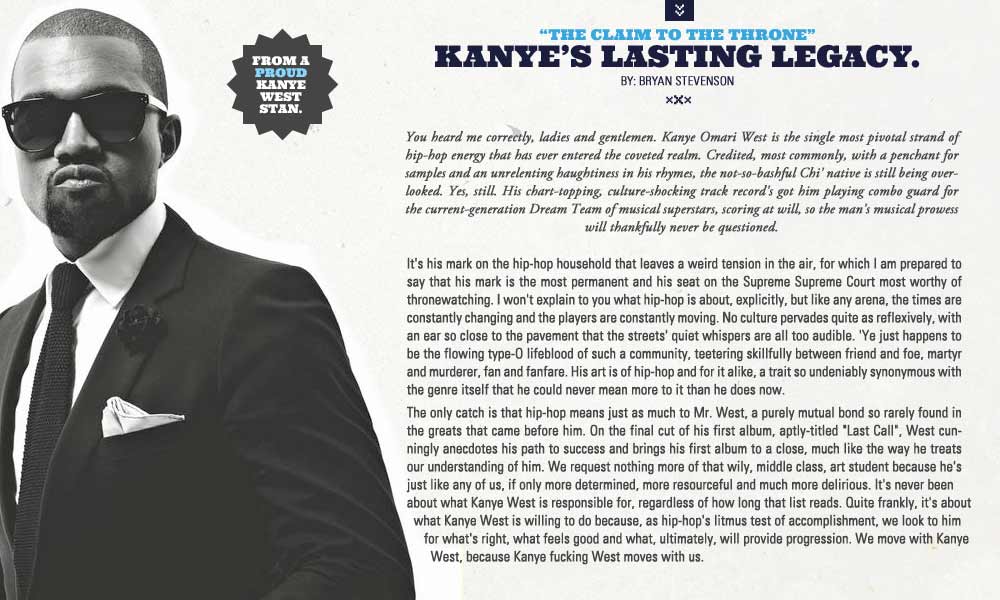 FROM A
PROUD
KANYE
WEST
STAN.
“THE CLAIM TO THE THRONE”
KANYE’S LASTING LEGACY.
BY: BRYAN STEVENSON
You heard me correctly, ladies and gentlemen. Kanye Omari West is the single most pivotal strand of
hip-hop energy that has ever entered the coveted realm. Credited, most commonly, with a penchant for
samples and an unrelenting haughtiness in his rhymes, the not-so-bashful Chi’ native is still being over-
looked. Yes, still. His chart-topping, culture-shocking track record’s got him playing combo guard for
the current-generation Dream Team of musical superstars, scoring at will, so the man’s musical prowess
will thankfully never be questioned.
It's his mark on the hip-hop household that leaves a weird tension in the air, for which I am prepared to
say that his mark is the most permanent and his seat on the Supreme Supreme Court most worthy of
thronewatching. I won't explain to you what hip-hop is about, explicitly, but like any arena, the times are
constantly changing and the players are constantly moving. No culture pervades quite as reflexively, with
an ear so close to the pavement that the streets' quiet whispers are all too audible. 'Ye just happens to
be the flowing type-O lifeblood of such a community, teetering skillfully between friend and foe, martyr
and murderer, fan and fanfare. His art is of hip-hop and for it alike, a trait so undeniably synonymous with
the genre itself that he could never mean more to it than he does now.
The only catch is that hip-hop means just as much to Mr. West, a purely mutual bond so rarely found in
the greats that came before him. On the final cut of his first album, aptly-titled "Last Call", West cun-
ningly anecdotes his path to success and brings his first album to a close, much like the way he treats
our understanding of him. We request nothing more of that wily, middle class, art student because he's
just like any of us, if only more determined, more resourceful and much more delirious. It's never been
about what Kanye West is responsible for, regardless of how long that list reads. Quite frankly, it's about
what Kanye West is willing to do because, as hip-hop's litmus test of accomplishment, we look to him
for what's right, what feels good and what, ultimately, will provide progression. We move with Kanye
West, because Kanye fucking West moves with us.